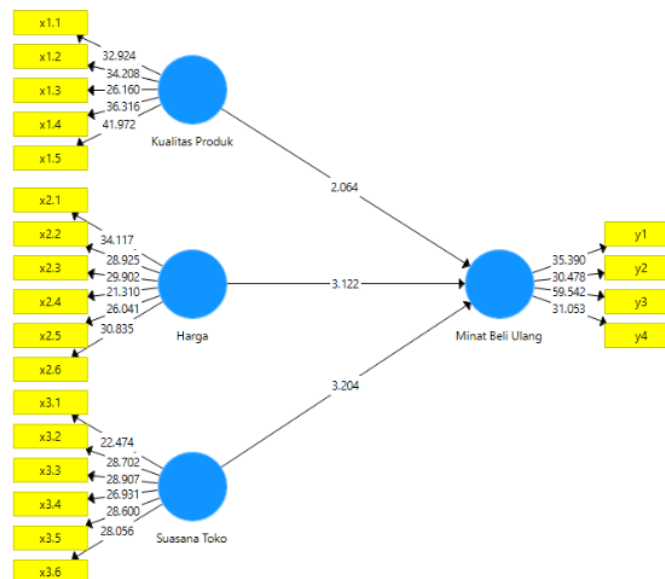 x1.1
x1.2
x1.3
x1.4
x1.5
32.924
34.208
26.160
36.316
41.972
Kualitas Produk
2.064
x2.1
x2.2
x2.3
x2.4
x2.5
x2.6
34.117
28.925
29.902
21.310
26.041
30.835
Harga
3.122
x3.1
x3.2
x3.3
x3.4
x3.5
x3.6
22.474
28.702
28.907
26.931
28.600
28.056
Suasana Toko
3.204
Minat Beli Ulang
35.390
30.478
59.542
31.053
y1
y2
y3
y4